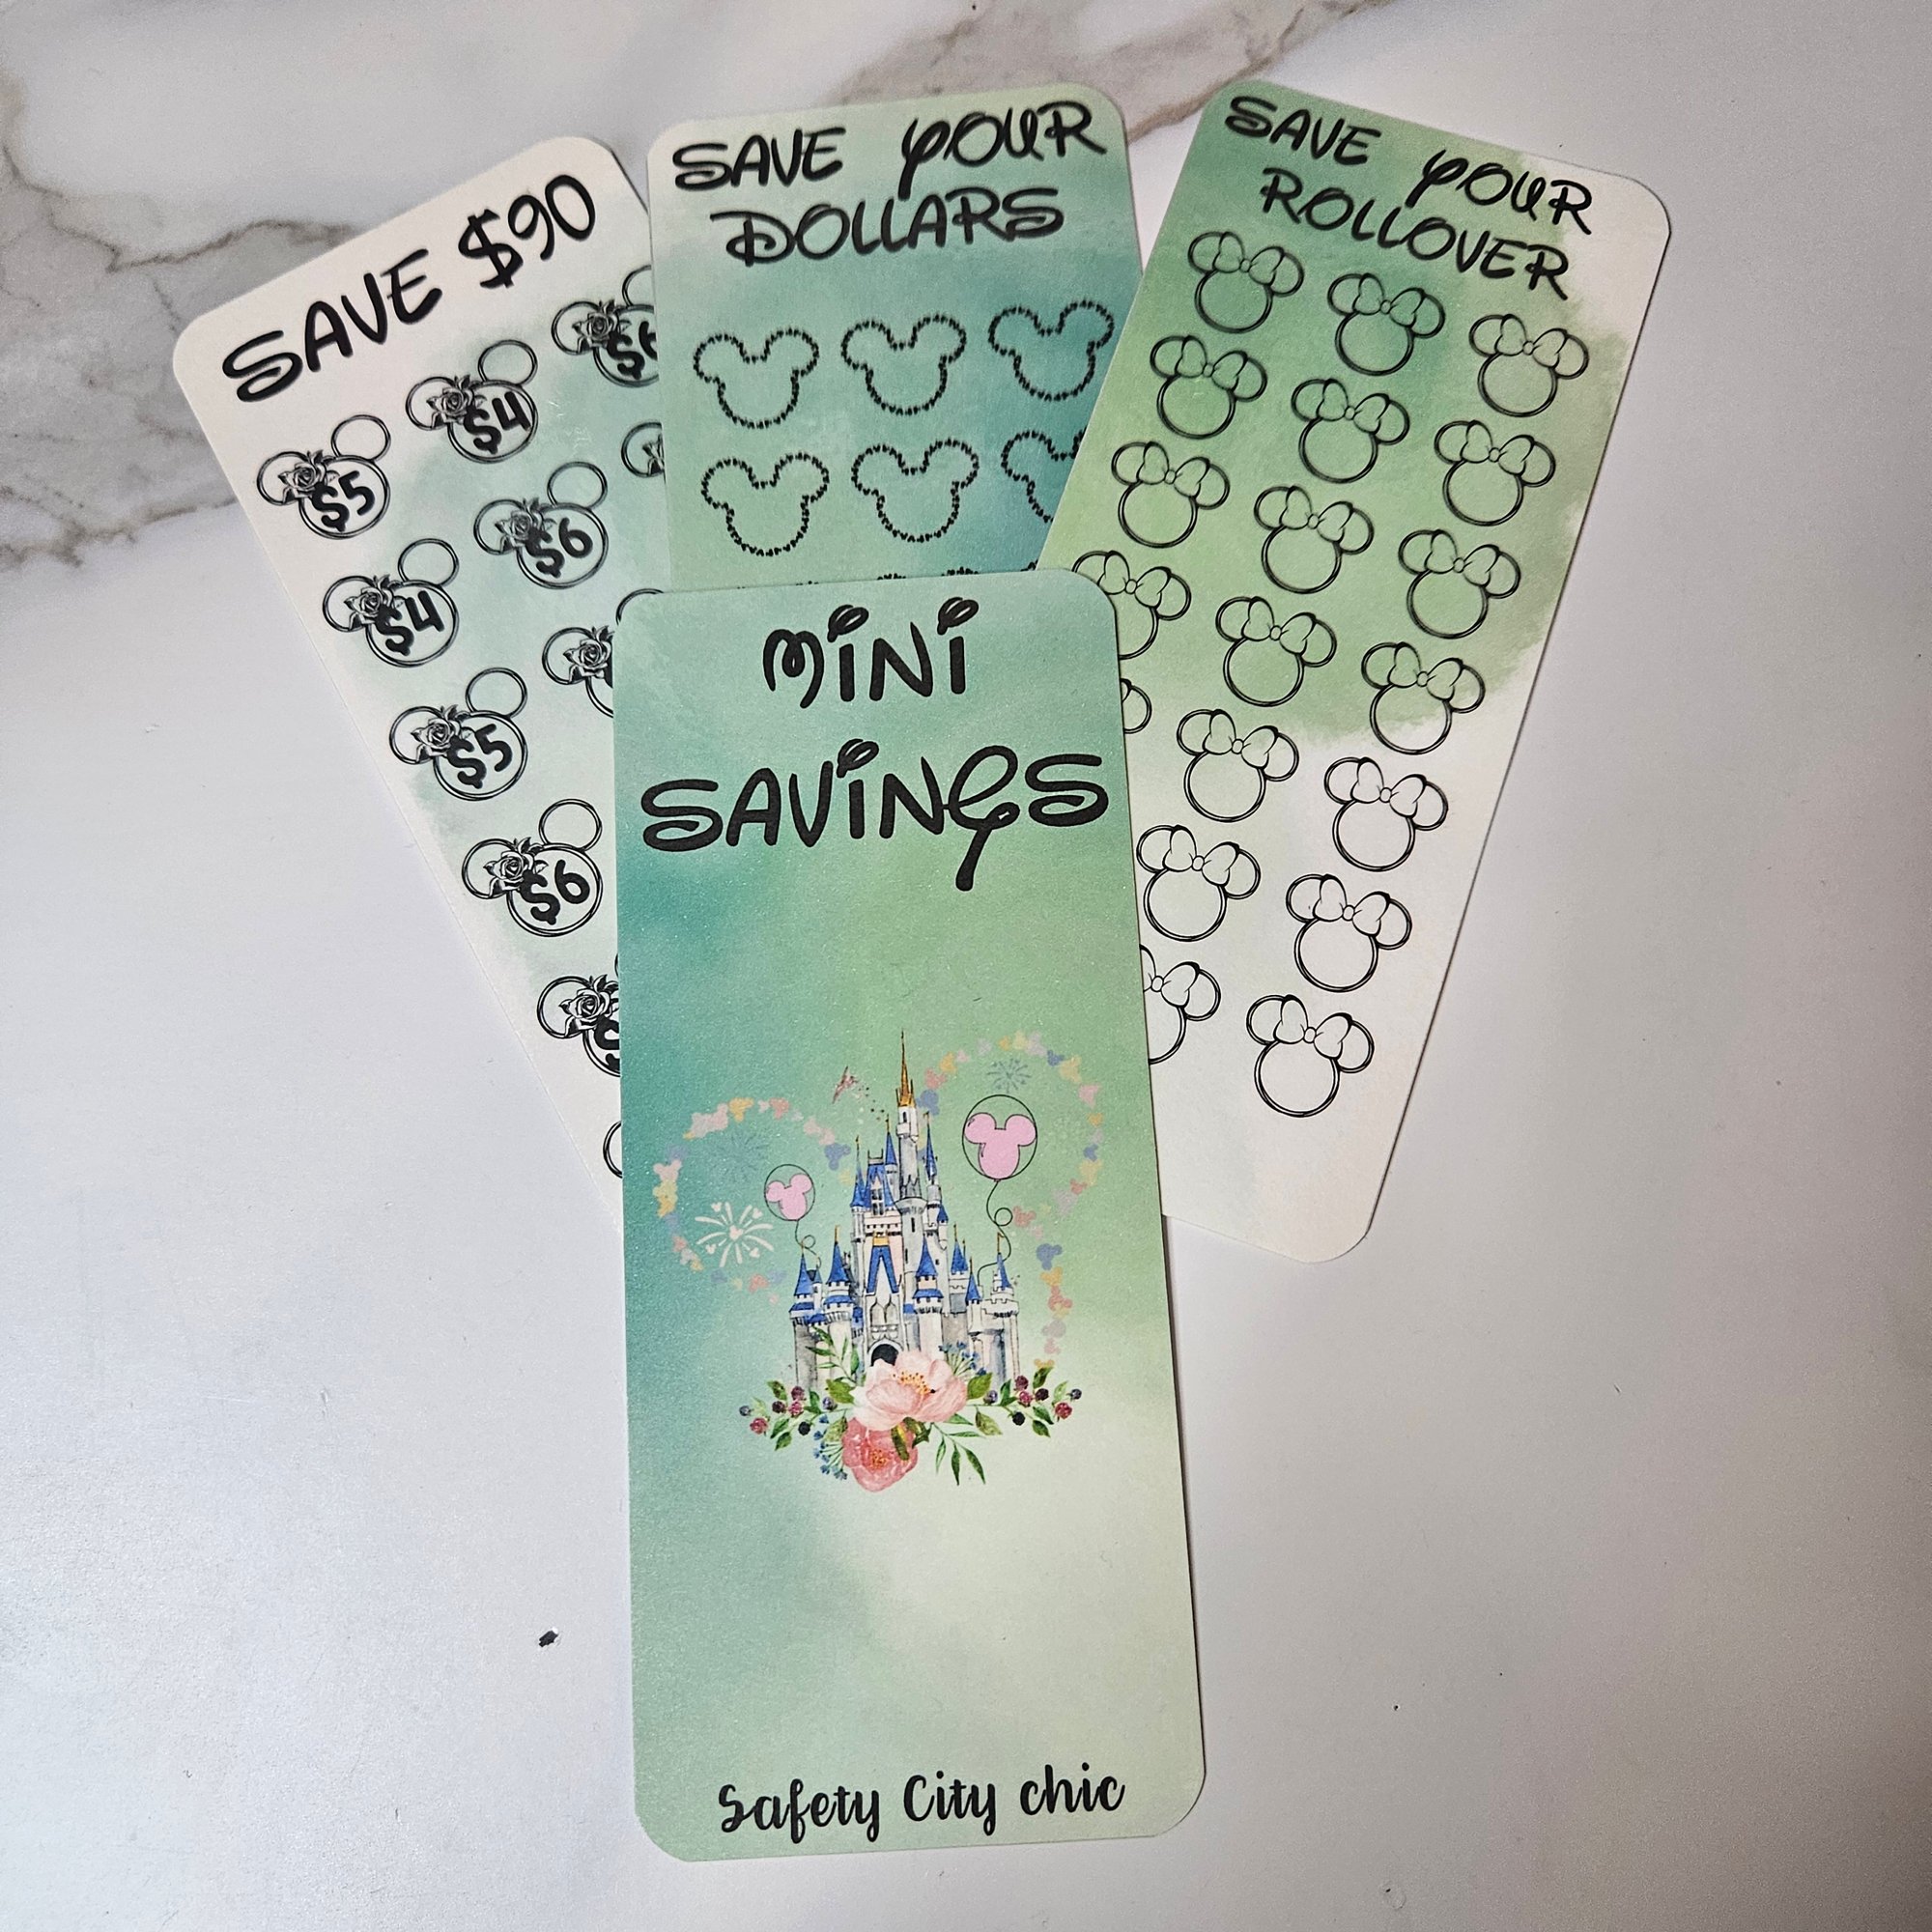 SAVE $90
$5
$4
$4
$6
$5
$6
SAVE YOUR
DOLLARS
SAVE YOUR
ROLLOVER
MINI
SAVINGS
Safety City chic